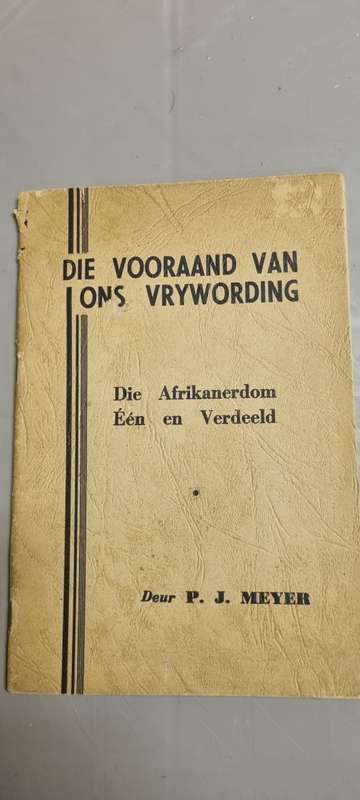 DIE VOORAAND VAN
ONS VRYWORDING
Die Afrikanerdom
Één en Verdeeld
Deur P. J. MEYER